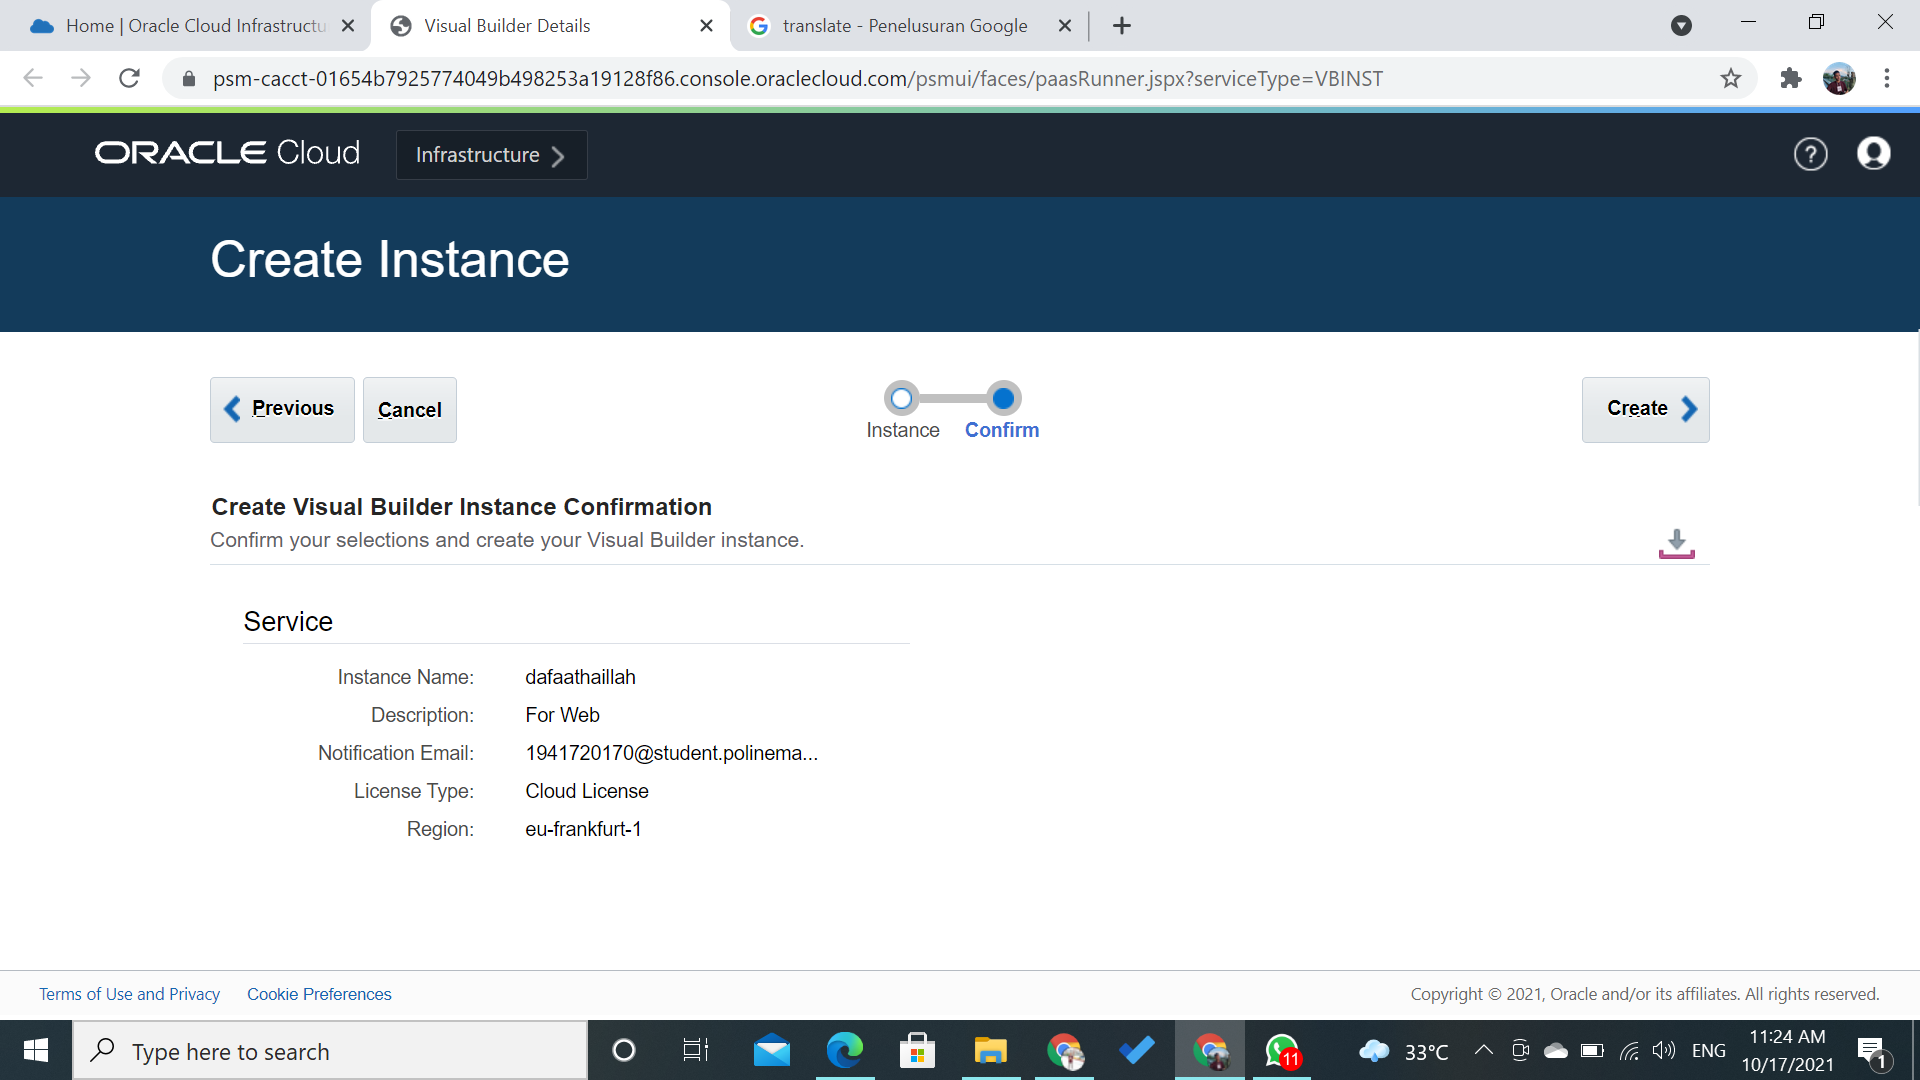 Home | Oracle Cloud Infrastructu
Visual Builder Details
translate - Penelusuran Google
psm-cacct-01654b7925774049b498253a19128f86.console.oraclecloud.com/psmui/faces/paasRunner.jspx?serviceType=VBINST
ORACLE Cloud
Infrastructure
Create Instance
Previous
Cancel
Instance
Confirm
Create
Create Visual Builder Instance Confirmation
Confirm your selections and create your Visual Builder instance.
Service
Instance Name: dafaathaillah
Description: For Web
Notification Email: 1941720170@student.polinema...
License Type: Cloud License
Region: eu-frankfurt-1
Terms of Use and Privacy
Cookie Preferences
Copyright © 2021, Oracle and/or its affiliates. All rights reserved.
Type here to search
11
33°C
ENG
11:24 AM
10/17/2021
1